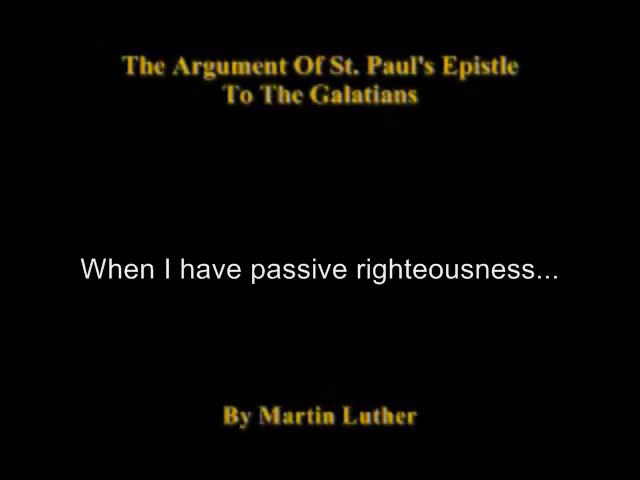 The Argument Of St. Paul's Epistle
To The Galatians
When I have passive righteousness...
By Martin Luther